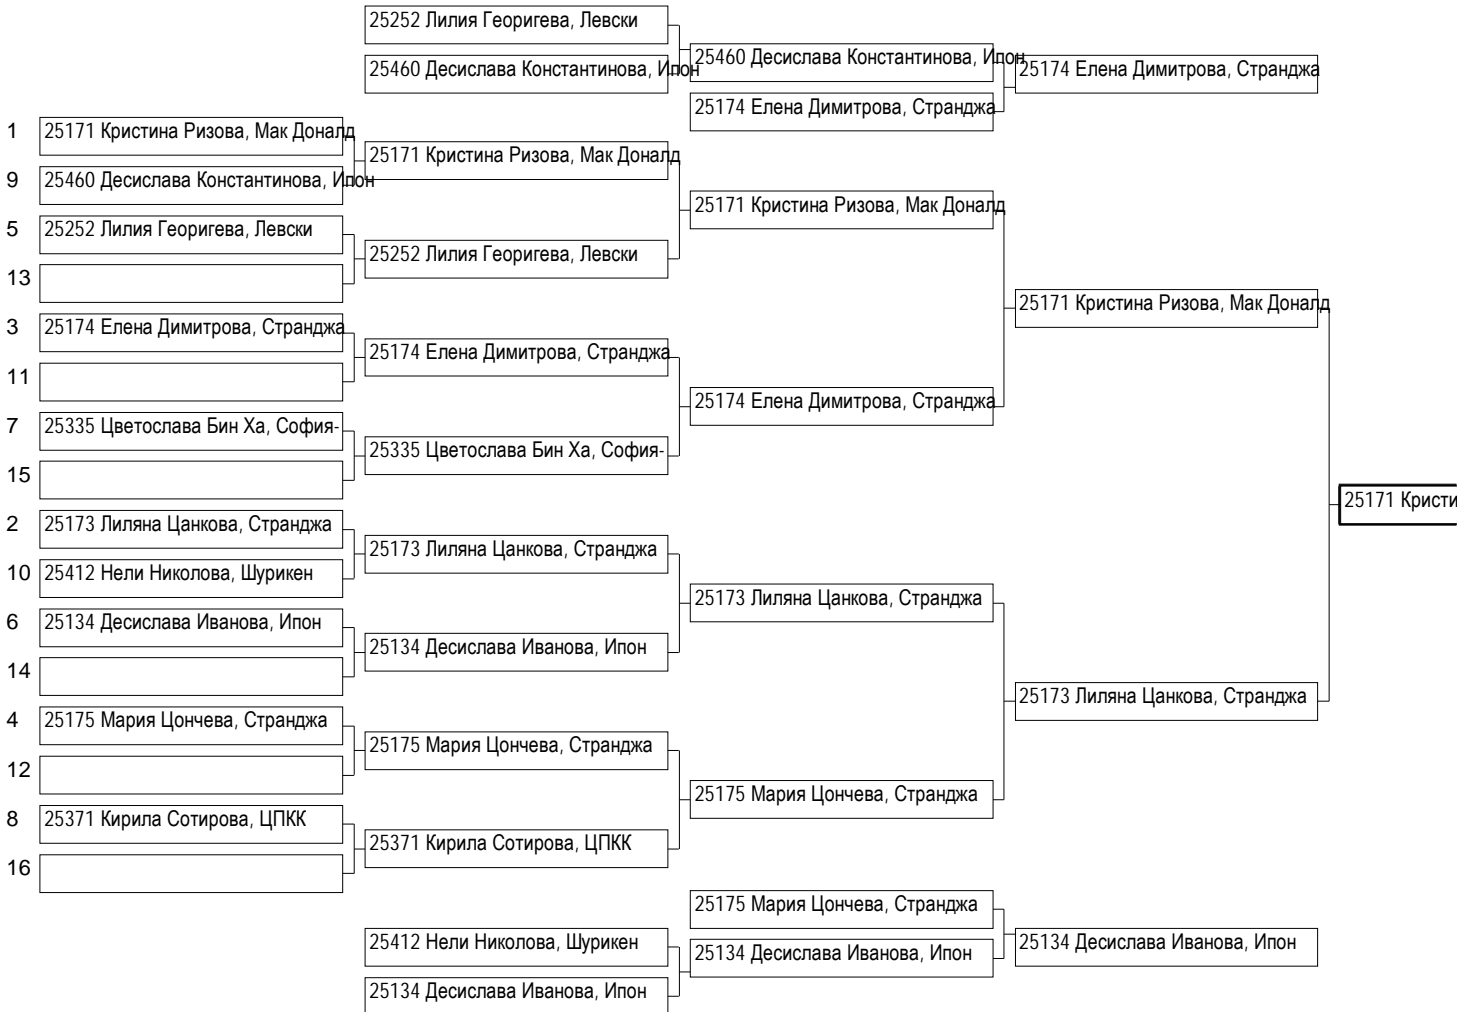 25252 Лилия Георигева, Левски
25460 Десислава Константинова, Ипон
25460 Десислава Константинова, Ипон
25174 Елена Димитрова, Странджа
25174 Елена Димитрова, Странджа
1 25171 Кристина Ризова, Мак Доналд
25171 Кристина Ризова, Мак Доналд
9 25460 Десислава Константинова, Ипон
25171 Кристина Ризова, Мак Доналд
5 25252 Лилия Георигева, Левски
25252 Лилия Георигева, Левски
13
25171 Кристина Ризова, Мак Доналд
3 25174 Елена Димитрова, Странджа
25174 Елена Димитрова, Странджа
11
25174 Елена Димитрова, Странджа
7 25335 Цветослава Бин Ха, София-
25335 Цветослава Бин Ха, София-
15
25171 Кристи
2 25173 Лиляна Цанкова, Странджа
25173 Лиляна Цанкова, Странджа
10 25412 Нели Николова, Шурикен
25173 Лиляна Цанкова, Странджа
6 25134 Десислава Иванова, Ипон
25134 Десислава Иванова, Ипон
14
25173 Лиляна Цанкова, Странджа
4 25175 Мария Цончева, Странджа
25175 Мария Цончева, Странджа
12
25175 Мария Цончева, Странджа
8 25371 Кирила Сотирова, ЦПКК
25371 Кирила Сотирова, ЦПКК
16
25175 Мария Цончева, Странджа
25412 Нели Николова, Шурикен
25134 Десислава Иванова, Ипон
25134 Десислава Иванова, Ипон
25134 Десислава Иванова, Ипон